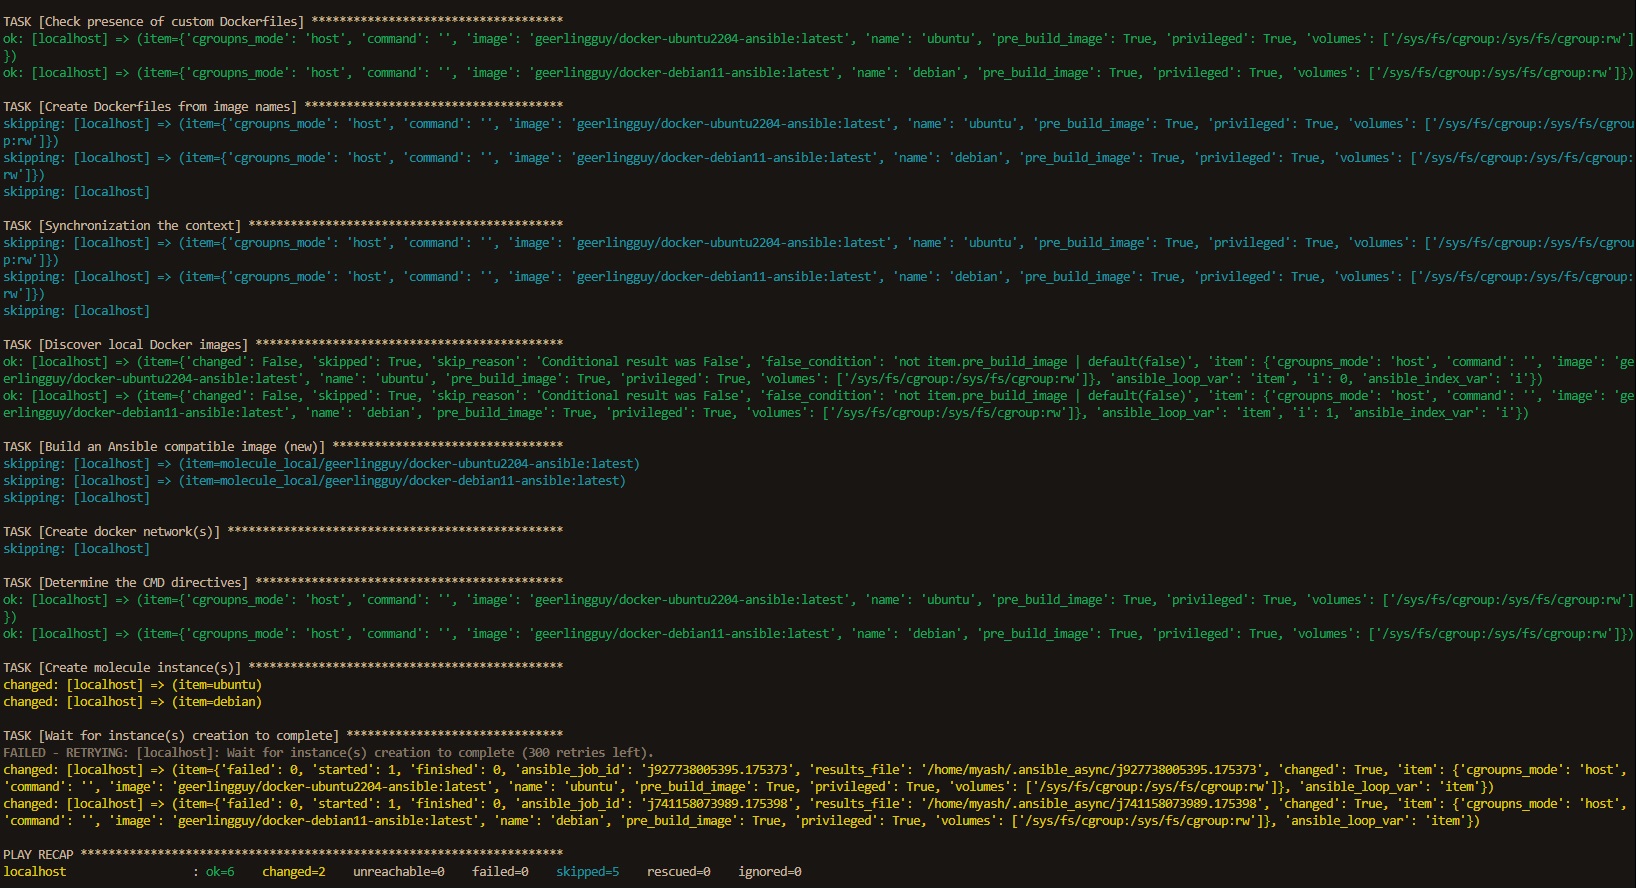 TASK [Check presence of custom Dockerfiles] ************************************
ok: [localhost] => (item={'cgroupns_mode': 'host', 'command': '', 'image': 'geerlingguy/docker-ubuntu2204-ansible:latest', 'name': 'ubuntu', 'pre_build_image': True, 'privileged': True, 'volumes': ['/sys/fs/cgroup:/sys/fs/cgroup:rw']
})
ok: [localhost] => (item={'cgroupns_mode': 'host', 'command': '', 'image': 'geerlingguy/docker-debian11-ansible:latest', 'name': 'debian', 'pre_build_image': True, 'privileged': True, 'volumes': ['/sys/fs/cgroup:/sys/fs/cgroup:rw']})
TASK [Create Dockerfiles from image names] *************************************
skipping: [localhost] => (item={'cgroupns_mode': 'host', 'command': '', 'image': 'geerlingguy/docker-ubuntu2204-ansible:latest', 'name': 'ubuntu', 'pre_build_image': True, 'privileged': True, 'volumes': ['/sys/fs/cgroup:/sys/fs/cgrou
p:rw']})
skipping: [localhost] => (item={'cgroupns_mode': 'host', 'command': '', 'image': 'geerlingguy/docker-debian11-ansible:latest', 'name': 'debian', 'pre_build_image': True, 'privileged': True, 'volumes': ['/sys/fs/cgroup:/sys/fs/cgroup:
rw']})
skipping: [localhost]
TASK [Synchronization the context] *********************************************
skipping: [localhost] => (item={'cgroupns_mode': 'host', 'command': '', 'image': 'geerlingguy/docker-ubuntu2204-ansible:latest', 'name': 'ubuntu', 'pre_build_image': True, 'privileged': True, 'volumes': ['/sys/fs/cgroup:/sys/fs/cgrou
p:rw']})
skipping: [localhost] => (item={'cgroupns_mode': 'host', 'command': '', 'image': 'geerlingguy/docker-debian11-ansible:latest', 'name': 'debian', 'pre_build_image': True, 'privileged': True, 'volumes': ['/sys/fs/cgroup:/sys/fs/cgroup:
rw']})
skipping: [localhost]
TASK [Discover local Docker images] ********************************************
ok: [localhost] => (item={'changed': False, 'skipped': True, 'skip_reason': 'Conditional result was False', 'false_condition': 'not item.pre_build_image | default(false)', 'item': {'cgroupns_mode': 'host', 'command': '', 'image': 'ge
erlingguy/docker-ubuntu2204-ansible:latest', 'name': 'ubuntu', 'pre_build_image': True, 'privileged': True, 'volumes': ['/sys/fs/cgroup:/sys/fs/cgroup:rw']}, 'ansible_loop_var': 'item', 'i': 0, 'ansible_index_var': 'i'})
ok: [localhost] => (item={'changed': False, 'skipped': True, 'skip_reason': 'Conditional result was False', 'false_condition': 'not item.pre_build_image | default(false)', 'item': {'cgroupns_mode': 'host', 'command': '', 'image': 'ge
erlingguy/docker-debian11-ansible:latest', 'name': 'debian', 'pre_build_image': True, 'privileged': True, 'volumes': ['/sys/fs/cgroup:/sys/fs/cgroup:rw']}, 'ansible_loop_var': 'item', 'i': 1, 'ansible_index_var': 'i'})
TASK [Build an Ansible compatible image (new)] *********************************
skipping: [localhost] => (item=molecule_local/geerlingguy/docker-ubuntu2204-ansible:latest)
skipping: [localhost] => (item=molecule_local/geerlingguy/docker-debian11-ansible:latest)
skipping: [localhost]
TASK [Create docker network(s)] ************************************************
skipping: [localhost]
TASK [Determine the CMD directives] ********************************************
ok: [localhost] => (item={'cgroupns_mode': 'host', 'command': '', 'image': 'geerlingguy/docker-ubuntu2204-ansible:latest', 'name': 'ubuntu', 'pre_build_image': True, 'privileged': True, 'volumes': ['/sys/fs/cgroup:/sys/fs/cgroup:rw']
})
ok: [localhost] => (item={'cgroupns_mode': 'host', 'command': '', 'image': 'geerlingguy/docker-debian11-ansible:latest', 'name': 'debian', 'pre_build_image': True, 'privileged': True, 'volumes': ['/sys/fs/cgroup:/sys/fs/cgroup:rw']})
TASK [Create molecule instance(s)] *********************************************
changed: [localhost] => (item=ubuntu)
changed: [localhost] => (item=debian)
TASK [Wait for instance(s) creation to complete] *******************************
FAILED - RETRYING: [localhost]: Wait for instance(s) creation to complete (300 retries left).
changed: [localhost] => (item={'failed': 0, 'started': 1, 'finished': 0, 'ansible_job_id': 'j927738005395.175373', 'results_file': '/home/myash/.ansible_async/j927738005395.175373', 'changed': True, 'item': {'cgroupns_mode': 'host',
'command': '', 'image': 'geerlingguy/docker-ubuntu2204-ansible:latest', 'name': 'ubuntu', 'pre_build_image': True, 'privileged': True, 'volumes': ['/sys/fs/cgroup:/sys/fs/cgroup:rw']}, 'ansible_loop_var': 'item'})
changed: [localhost] => (item={'failed': 0, 'started': 1, 'finished': 0, 'ansible_job_id': 'j741158073989.175398', 'results_file': '/home/myash/.ansible_async/j741158073989.175398', 'changed': True, 'item': {'cgroupns_mode': 'host',
'command': '', 'image': 'geerlingguy/docker-debian11-ansible:latest', 'name': 'debian', 'pre_build_image': True, 'privileged': True, 'volumes': ['/sys/fs/cgroup:/sys/fs/cgroup:rw']}, 'ansible_loop_var': 'item'})
PLAY RECAP *********************************************************************
localhost                  : ok=6    changed=2    unreachable=0    failed=0    skipped=5    rescued=0    ignored=0